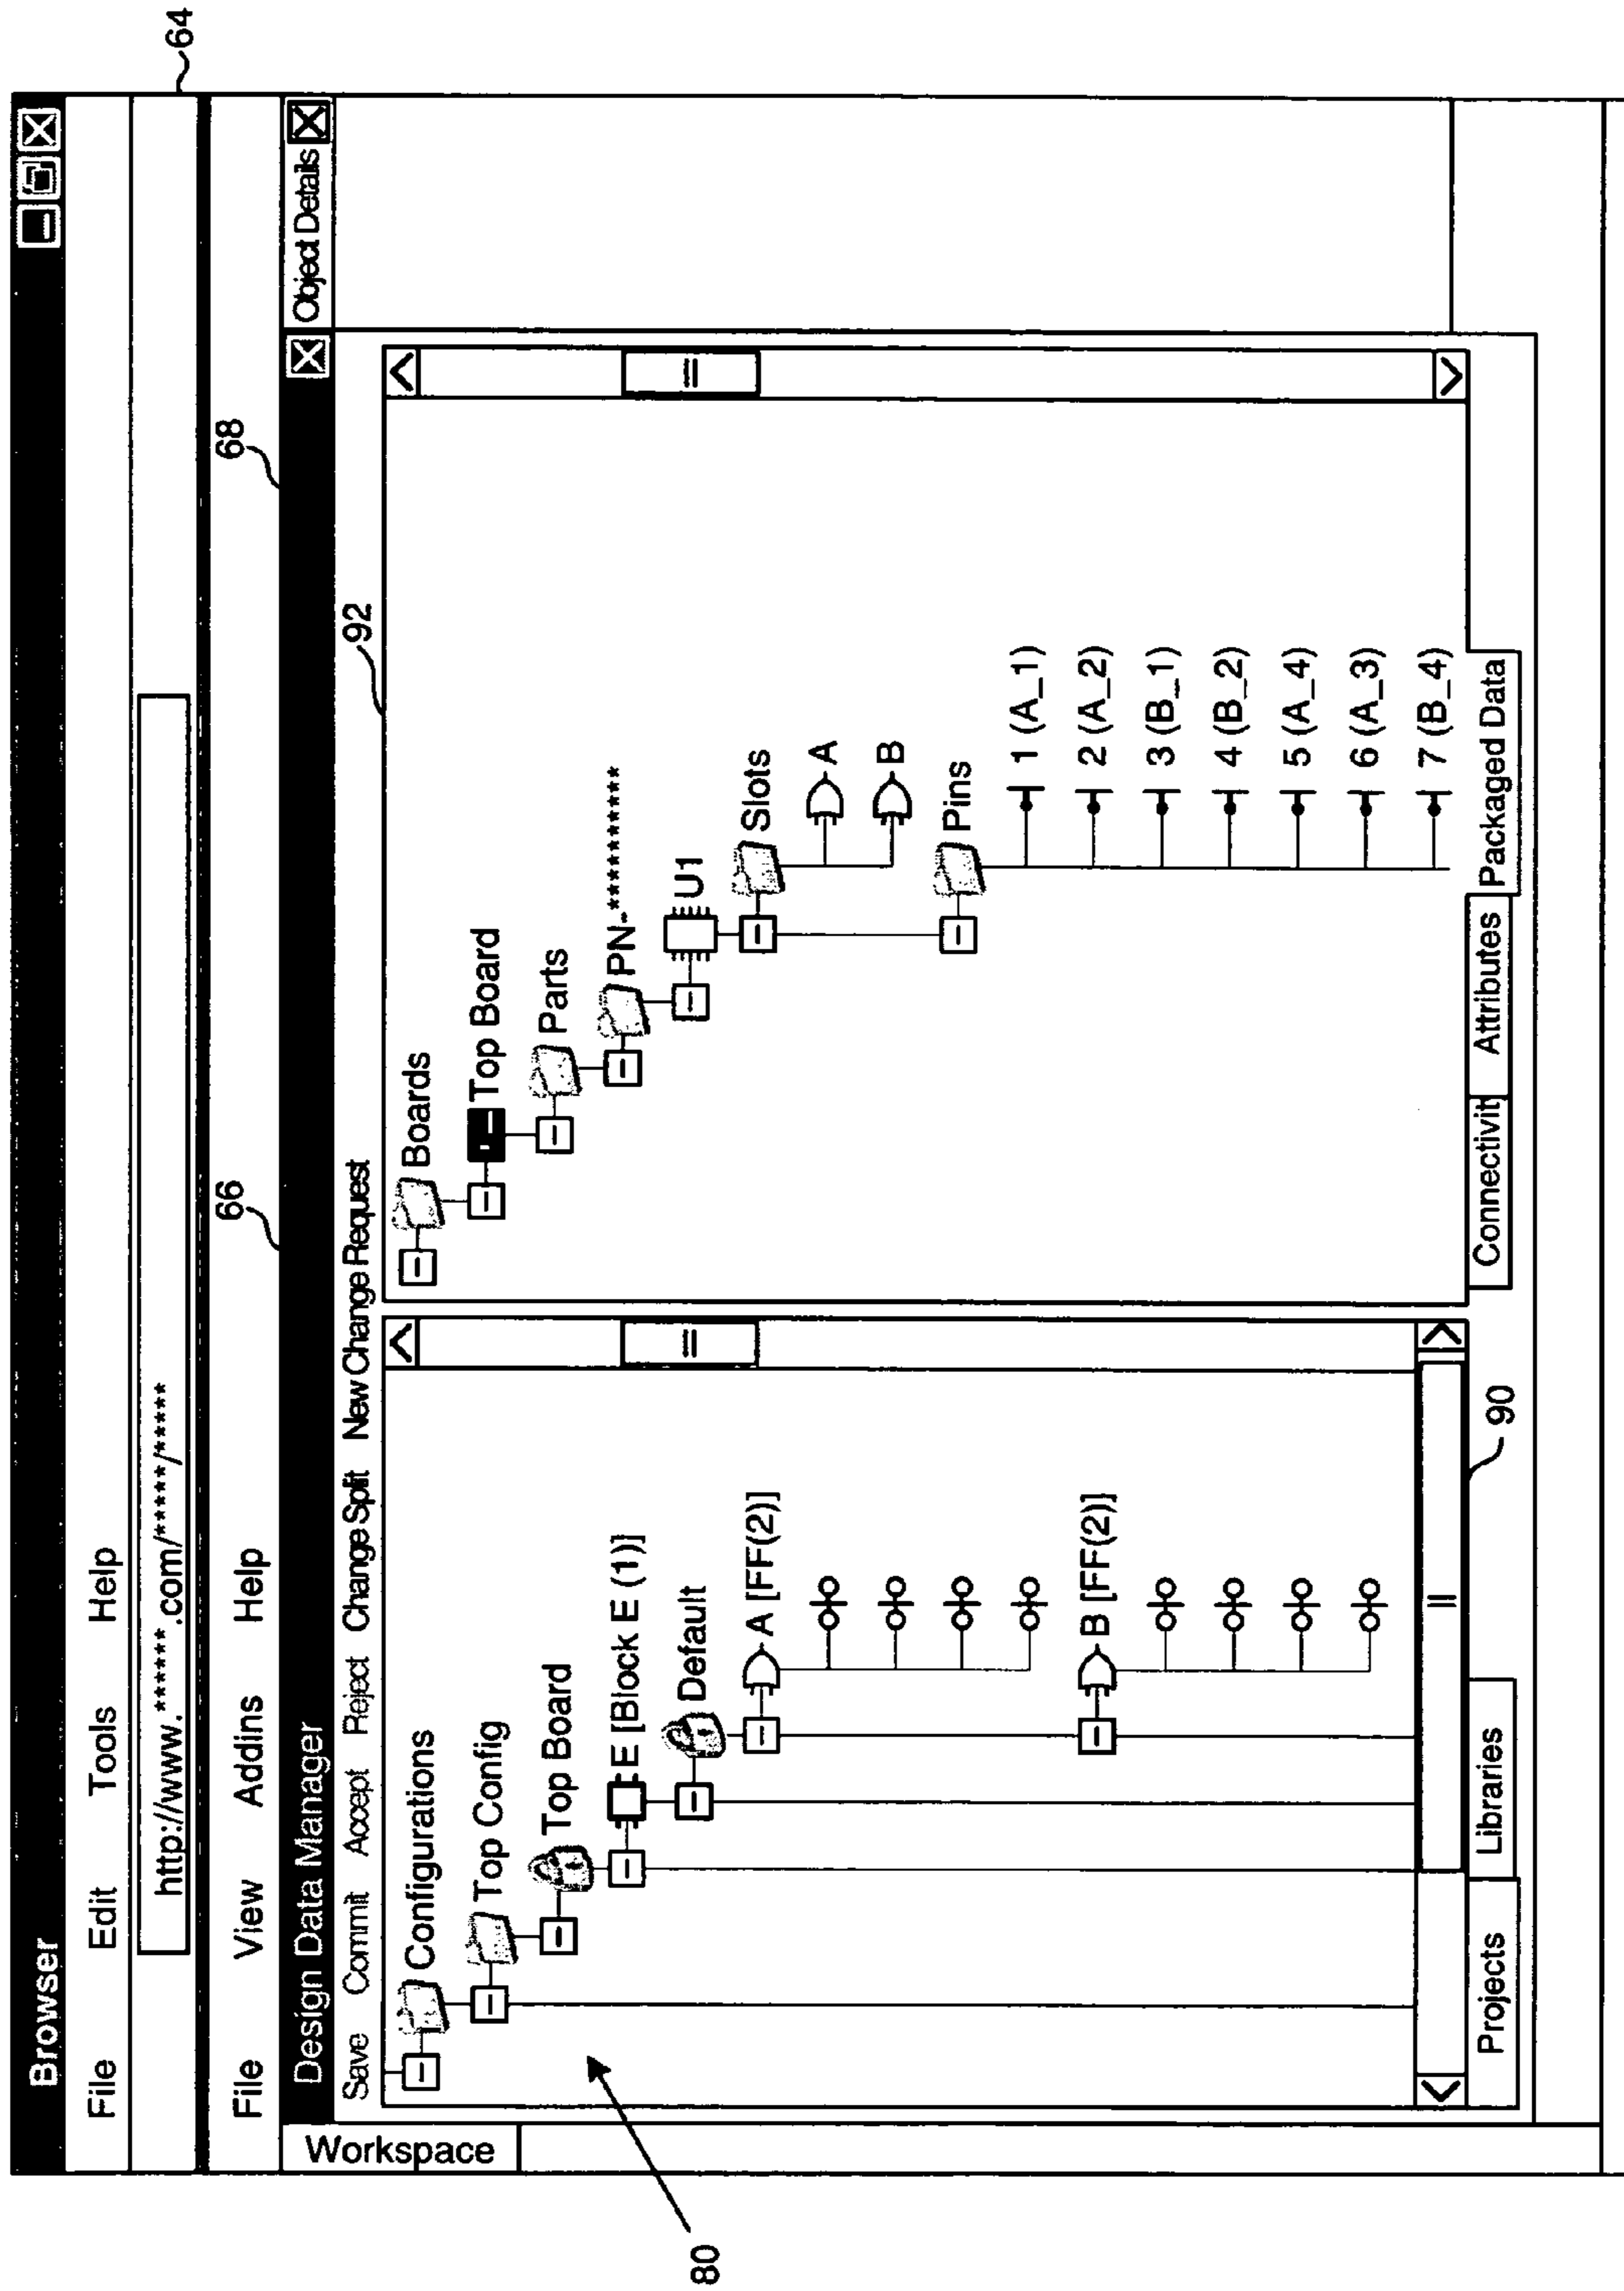 Browser
File Edit Tools Help
http://www.******.com/*****/*****
64
File View Addins Help
66
68
Workspace
Design Data Manager
Object Details
Save Commit Accept Reject Change Split New Change Request
92
Configurations
Top Config
Top Board
E [Block E (1)]
Default
A [FF(2)]
B [FF(2)]
Projects
Libraries
90
80
Boards
Top Board
Parts
PN-**********
U1
Slots
A
B
Pins
1 (A_1)
2 (A_2)
3 (B_1)
4 (B_2)
5 (A_4)
6 (A_3)
7 (B_4)
Connectivit
Attributes
Packaged Data